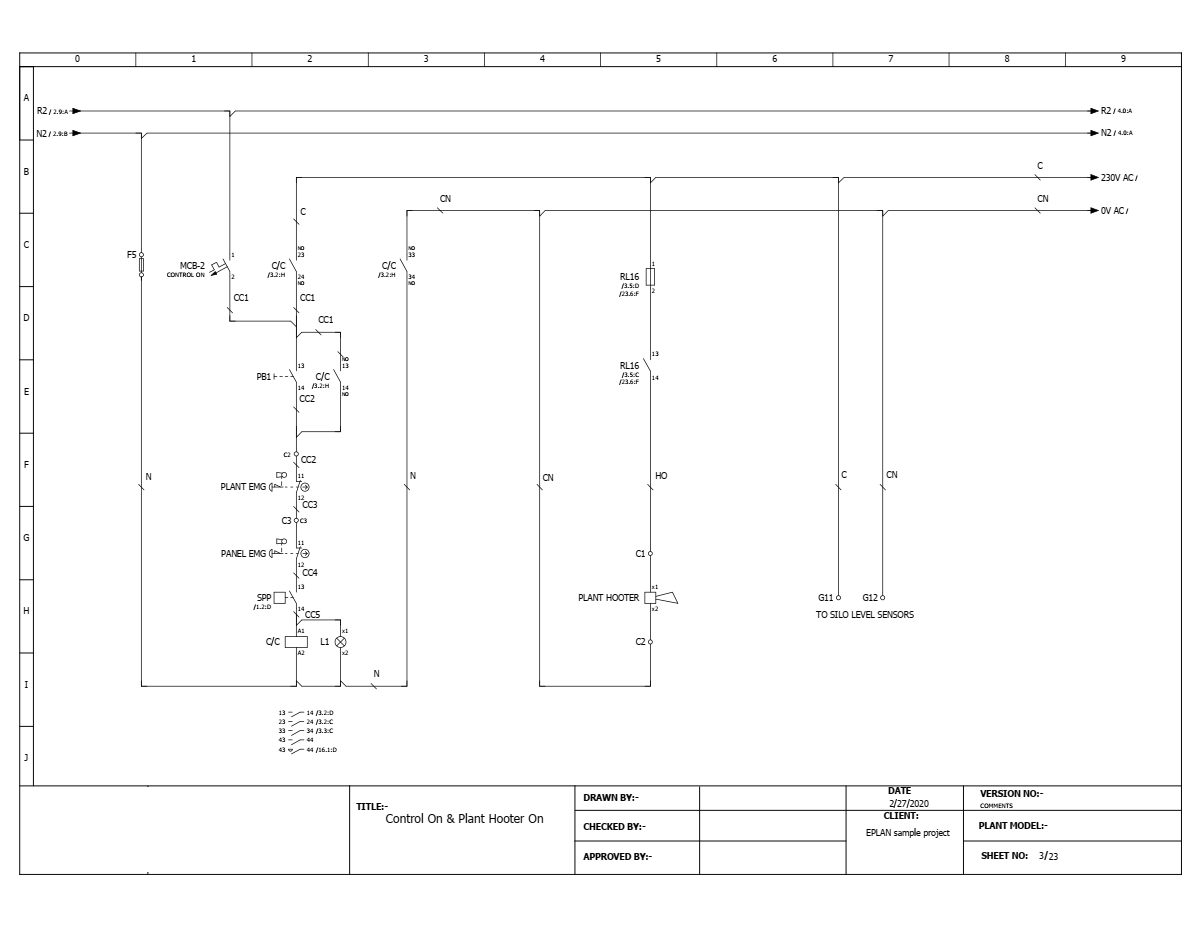 0 1 2 3 4 5 6 7 8 9
A
R2 / 2.9:A
R2 / 4.0:A
N2 / 2.9:B
N2 / 4.0:A
B
C
230V AC /
CN
CN
0V AC /
C
C
NO
23
NO
33
F5
1
MCB-2
CONTROL ON
2
C/C
/3.2:H
24
NO
C/C
/3.2:H
34
NO
1
RL16
/3.5:D
/23.6:F
2
CC1
CC1
D
CC1
NO
13
13
PB1
14
C/C
/3.2:H
14
NO
13
RL16
/3.5:C
/23.6:F
14
E
CC2
C2
CC2
F
N
11
PLANT EMG
12
N
CN
HO
C
CN
CC3
C3
C3
G
11
PANEL EMG
12
C1
CC4
13
SPP
/1.2:D
14
x1
PLANT HOOTER
x2
G11
G12
H
CC5
TO SILO LEVEL SENSORS
A1
C/C
A2
x1
L1
x2
C2
N
I
13 14 /3.2:D
23 24 /3.2:C
33 34 /3.3:C
43 44
43 44 /16.1:D
J
TITLE:-
Control On & Plant Hooter On
DRAWN BY:-
CHECKED BY:-
APPROVED BY:-
DATE
2/27/2020
CLIENT:
EPLAN sample project
VERSION NO:-
COMMENTS
PLANT MODEL:-
SHEET NO: 3/23